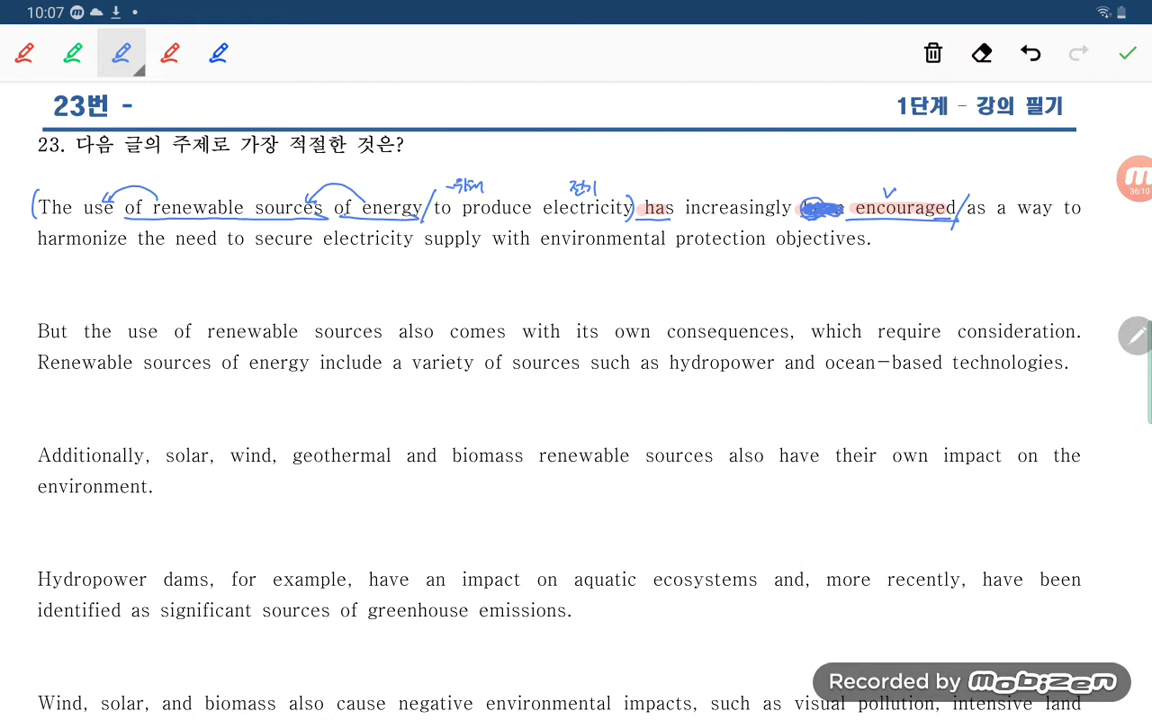 10:07
23번 -
1단계 - 강의 필기
23. 다음 글의 주제로 가장 적절한 것은?
~위해 전기 V
(The use of renewable sources of energy/ to produce electricity) has increasingly encouraged/ as a way to
harmonize the need to secure electricity supply with environmental protection objectives.
36:10
But the use of renewable sources also comes with its own consequences, which require consideration.
Renewable sources of energy include a variety of sources such as hydropower and ocean-based technologies.
Additionally, solar, wind, geothermal and biomass renewable sources also have their own impact on the
environment.
Hydropower dams, for example, have an impact on aquatic ecosystems and, more recently, have been
identified as significant sources of greenhouse emissions.
Recorded by mobizen
Wind, solar, and biomass also cause negative environmental impacts, such as visual pollution, intensive land